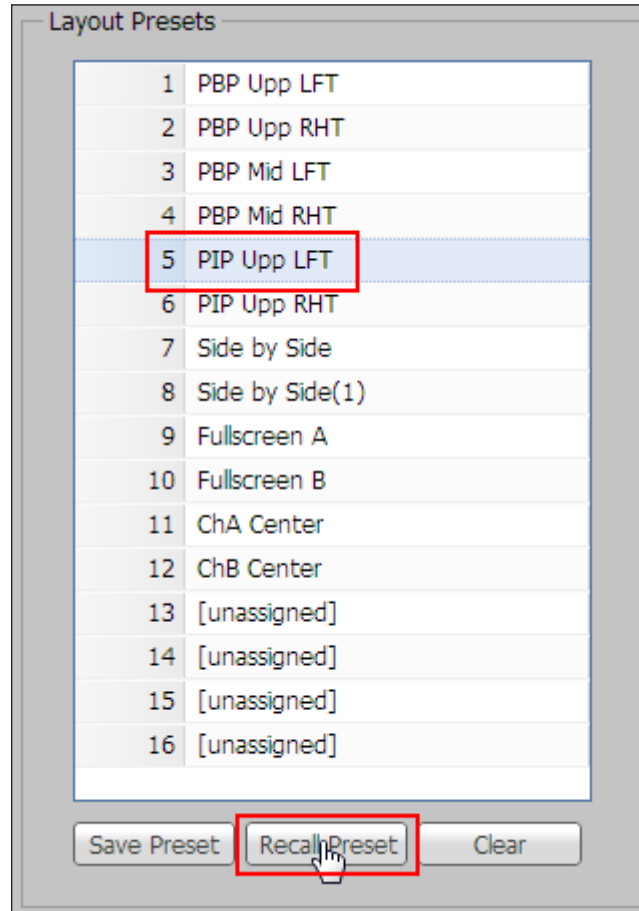 Layout Presets
1 PBP Upp LFT
2 PBP Upp RHT
3 PBP Mid LFT
4 PBP Mid RHT
5 PIP Upp LFT
6 PIP Upp RHT
7 Side by Side
8 Side by Side(1)
9 Fullscreen A
10 Fullscreen B
11 ChA Center
12 ChB Center
13 [unassigned]
14 [unassigned]
15 [unassigned]
16 [unassigned]
Save Preset Recall Preset Clear